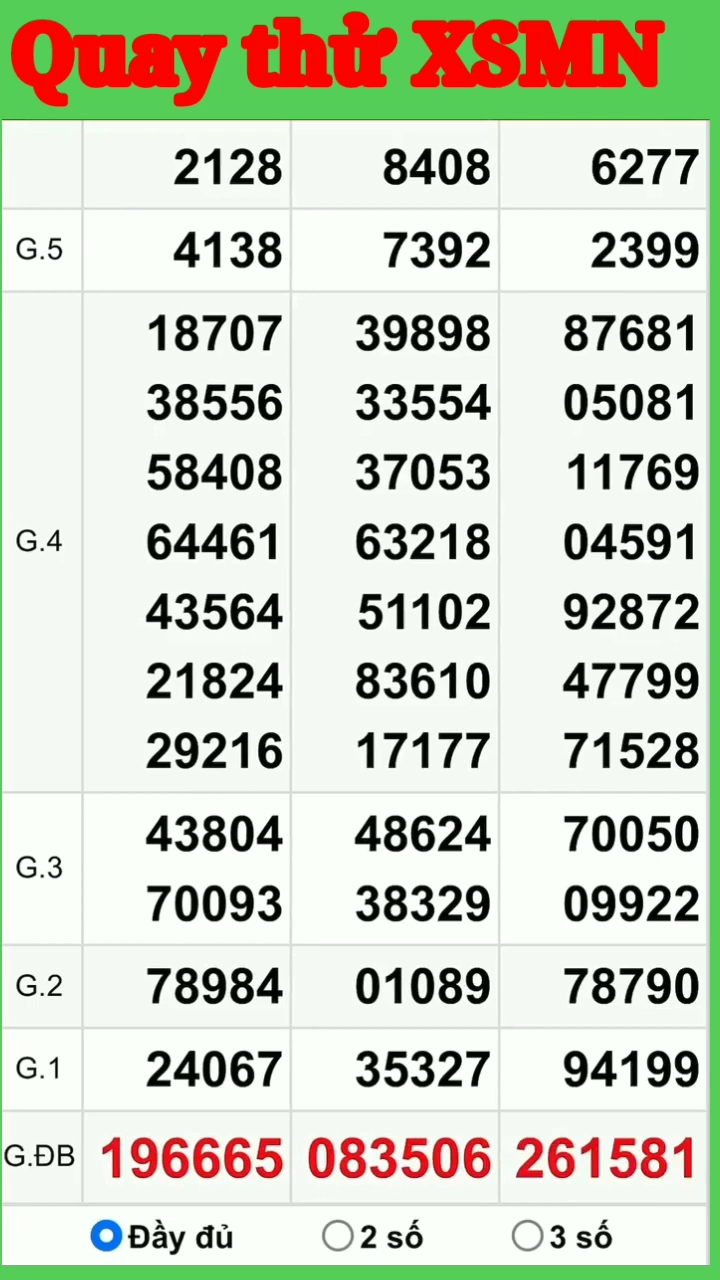 Quay thử XSMN
2128 8408 6277
G.5 4138 7392 2399
18707 39898 87681
38556 33554 05081
58408 37053 11769
G.4 64461 63218 04591
43564 51102 92872
21824 83610 47799
29216 17177 71528
43804 48624 70050
G.3
70093 38329 09922
G.2 78984 01089 78790
G.1 24067 35327 94199
G.ĐB 196665 083506 261581
Đầy đủ 2 số 3 số